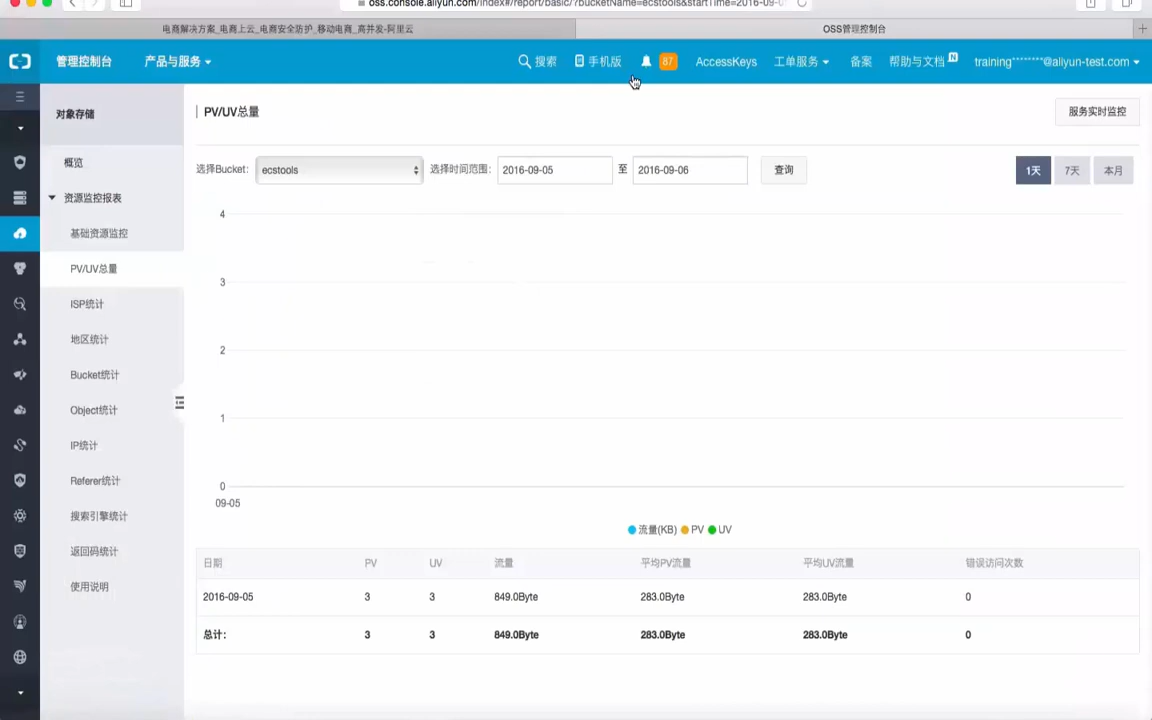 oss.console.aliyun.com/index#/report/basic/?bucketName=ecstools&startTime=2016-09-0
电商解决方案_电商上云_电商安全防护_移动电商_高并发-阿里云
OSS管理控制台
管理控制台 产品与服务 搜索 手机版 87 AccessKeys 工单服务 备案 帮助与文档 N training********@aliyun-test.com
对象存储
PV/UV总量
服务实时监控
概览
选择Bucket: ecstools 选择时间范围: 2016-09-05 至 2016-09-06 查询 1天 7天 本月
资源监控报表
基础资源监控
PV/UV总量
ISP统计
地区统计
Bucket统计
Object统计
IP统计
Referer统计
搜索引擎统计
返回码统计
使用说明
4
3
2
1
0
09-05
流量(KB) PV UV
日期 PV UV 流量 平均PV流量 平均UV流量 错误访问次数
2016-09-05 3 3 849.0Byte 283.0Byte 283.0Byte 0
总计: 3 3 849.0Byte 283.0Byte 283.0Byte 0